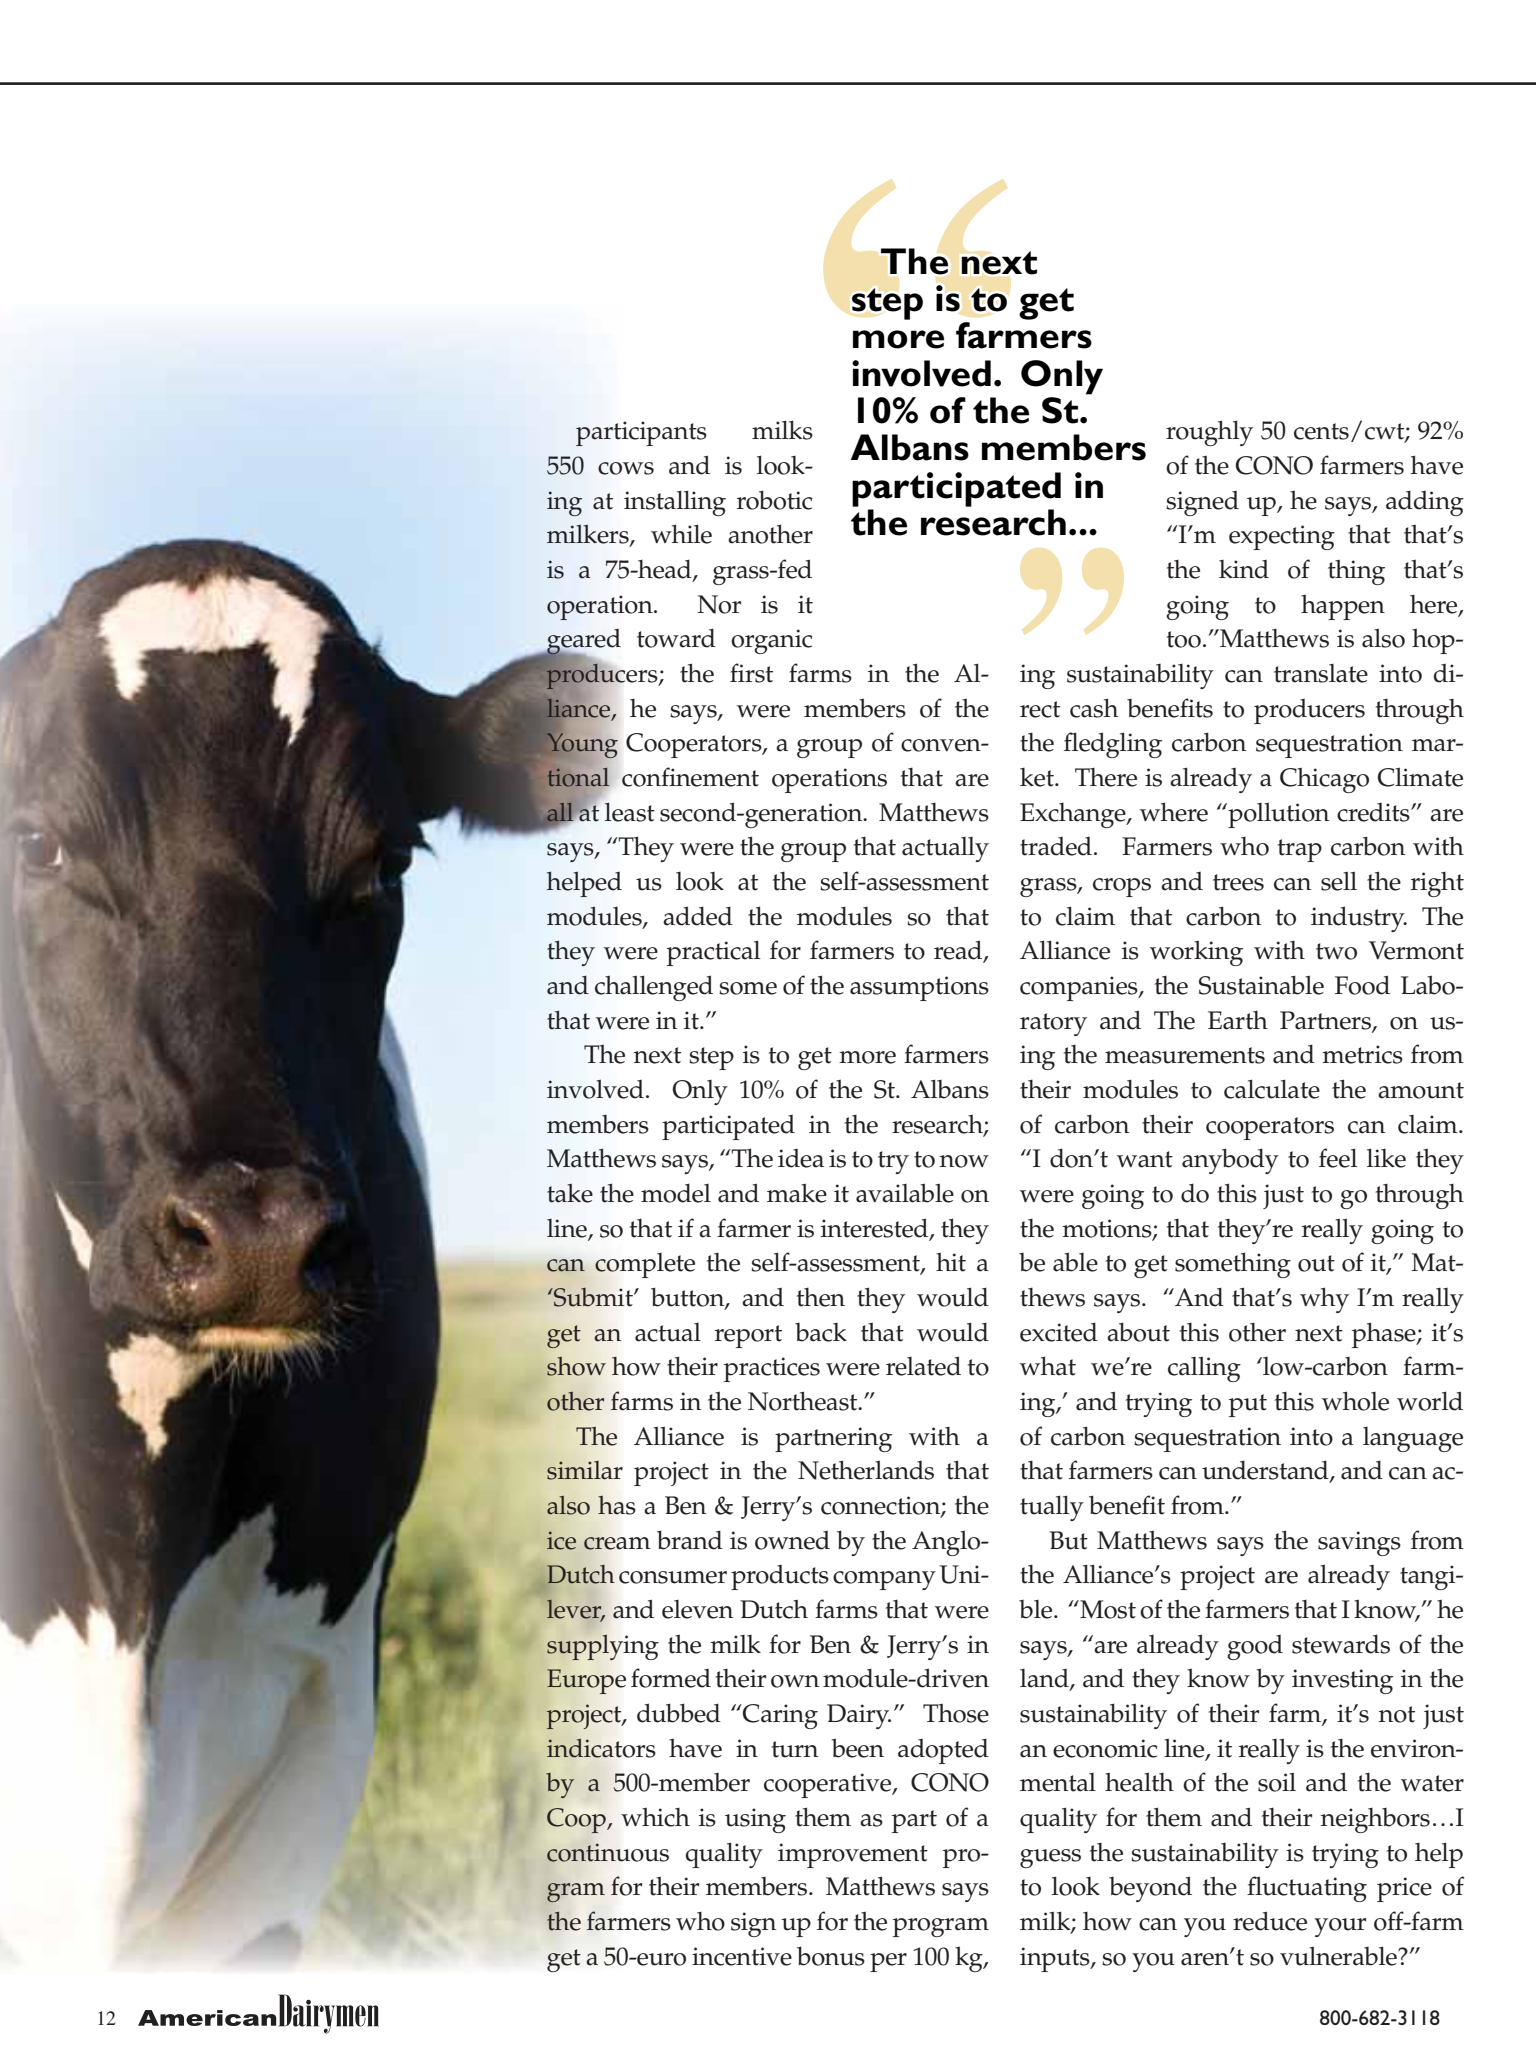 The next
step is to get
more farmers
involved.  Only
10% of the St.
Albans members
participated in
the research...
participants milks
550 cows and is look-
ing at installing robotic
milkers, while another
is a 75-head, grass-fed
operation.  Nor is it
geared toward organic
producers; the first farms in the Al-
liance, he says, were members of the
Young Cooperators, a group of conven-
tional confinement operations that are
all at least second-generation.  Matthews
says, “They were the group that actually
helped us look at the self-assessment
modules, added the modules so that
they were practical for farmers to read,
and challenged some of the assumptions
that were in it.”
The next step is to get more farmers
involved.  Only 10% of the St. Albans
members participated in the research;
Matthews says, “The idea is to try to now
take the model and make it available on
line, so that if a farmer is interested, they
can complete the self-assessment, hit a
‘Submit’ button, and then they would
get an actual report back that would
show how their practices were related to
other farms in the Northeast.”
The Alliance is partnering with a
similar project in the Netherlands that
also has a Ben & Jerry’s connection; the
ice cream brand is owned by the Anglo-
Dutch consumer products company Uni-
lever, and eleven Dutch farms that were
supplying the milk for Ben & Jerry’s in
Europe formed their own module-driven
project, dubbed “Caring Dairy.”  Those
indicators have in turn been adopted
by a 500-member cooperative, CONO
Coop, which is using them as part of a
continuous quality improvement pro-
gram for their members.  Matthews says
the farmers who sign up for the program
get a 50-euro incentive bonus per 100 kg,
roughly 50 cents/cwt; 92%
of the CONO farmers have
signed up, he says, adding
“I’m expecting that that’s
the kind of thing that’s
going to happen here,
too.”Matthews is also hop-
ing sustainability can translate into di-
rect cash benefits to producers through
the fledgling carbon sequestration mar-
ket.  There is already a Chicago Climate
Exchange, where “pollution credits” are
traded.  Farmers who trap carbon with
grass, crops and trees can sell the right
to claim that carbon to industry. The
Alliance is working with two Vermont
companies, the Sustainable Food Labo-
ratory and The Earth Partners, on us-
ing the measurements and metrics from
their modules to calculate the amount
of carbon their cooperators can claim.
“I don’t want anybody to feel like they
were going to do this just to go through
the motions; that they’re really going to
be able to get something out of it,” Mat-
thews says.  “And that’s why I’m really
excited about this other next phase; it’s
what we’re calling ‘low-carbon farm-
ing,’ and trying to put this whole world
of carbon sequestration into a language
that farmers can understand, and can ac-
tually benefit from.”
But Matthews says the savings from
the Alliance’s project are already tangi-
ble.  “Most of the farmers that I know,” he
says, “are already good stewards of the
land, and they know by investing in the
sustainability of their farm, it’s not just
an economic line, it really is the environ-
mental health of the soil and the water
quality for them and their neighbors…I
guess the sustainability is trying to help
to look beyond the fluctuating price of
milk; how can you reduce your off-farm
inputs, so you aren’t so vulnerable?”
12 AmericanDairymen
800-682-3118